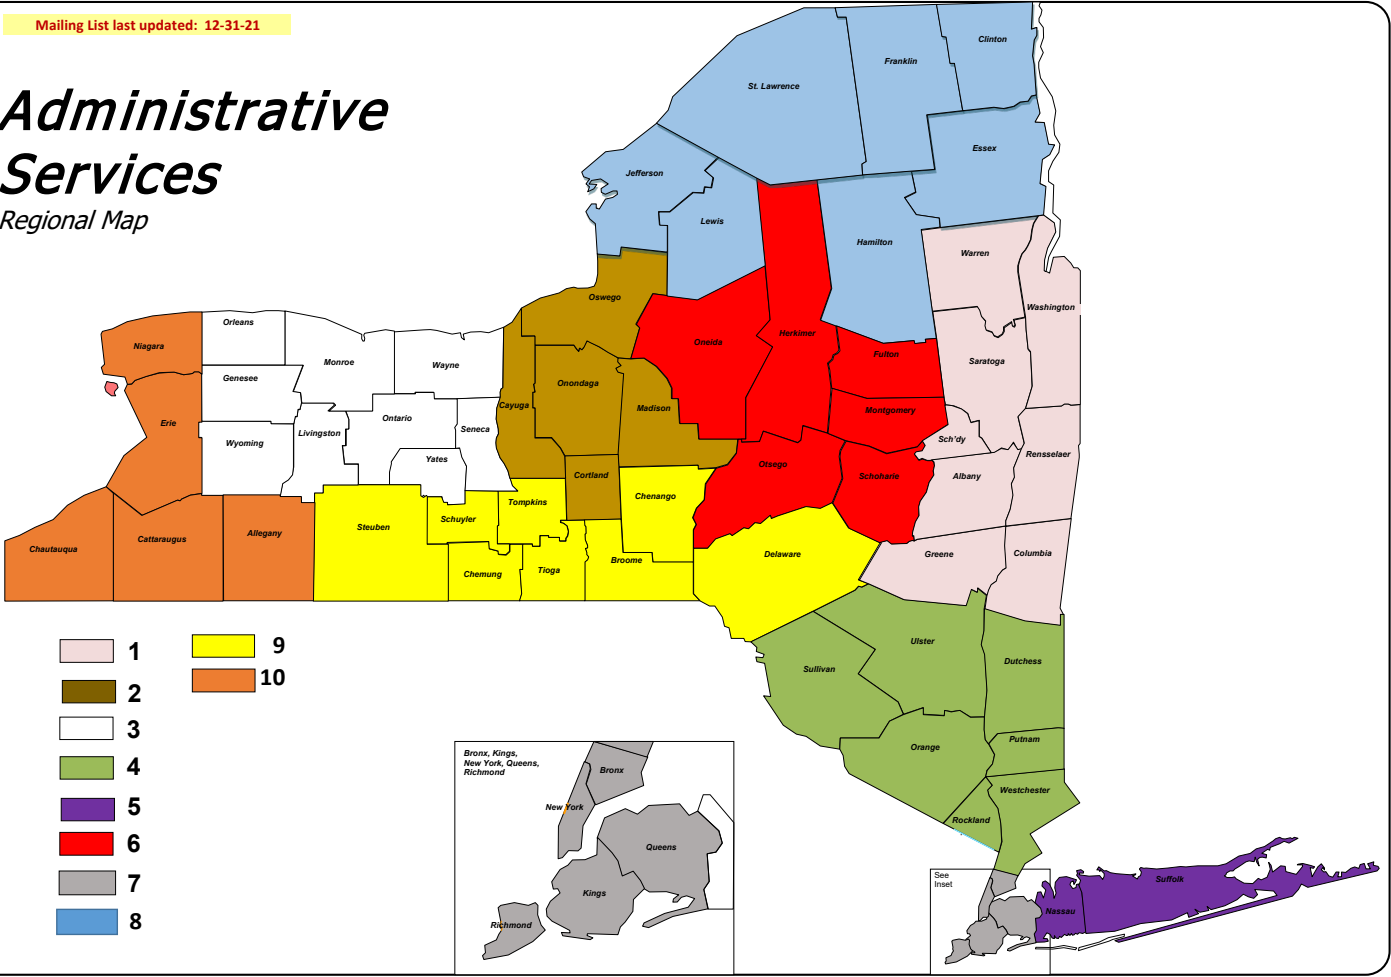 Mailing List last updated: 12-31-21
Administrative
Services
Regional Map
Clinton
Franklin
St. Lawrence
Essex
Jefferson
Lewis
Hamilton
Warren
Washington
Oswego
Herkimer
Oneida
Fulton
Saratoga
Orleans
Niagara
Monroe
Wayne
Genesee
Onondaga
Cayuga
Madison
Montgomery
Erie
Ontario
Livingston
Seneca
Sch'dy
Wyoming
Yates
Rensselaer
Otsego
Schoharie
Albany
Cortland
Chenango
Tompkins
Schuyler
Steuben
Allegany
Cattaraugus
Chautauqua
Delaware
Greene
Columbia
Broome
Tioga
Chemung
Ulster
Sullivan
Dutchess
Orange
Putnam
Westchester
Rockland
1
2
3
4
5
6
7
8
9
10
Bronx, Kings,
New York, Queens,
Richmond
Bronx
New York
Queens
Kings
Richmond
See
Inset
Suffolk
Nassau